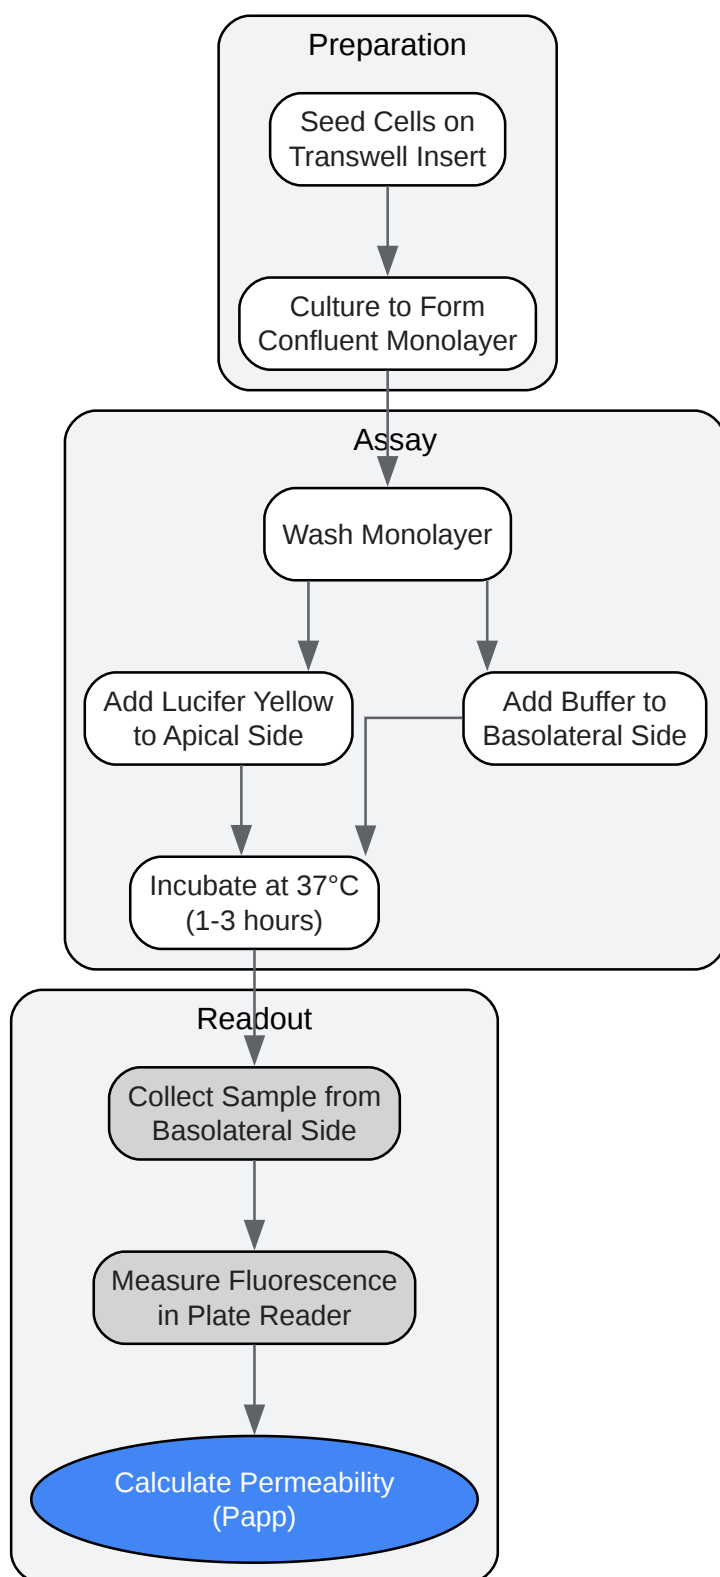 Preparation
Seed Cells on
Transwell Insert
Culture to Form
Confluent Monolayer
Assay
Wash Monolayer
Add Lucifer Yellow
to Apical Side
Add Buffer to
Basolateral Side
Incubate at 37°C
(1-3 hours)
Readout
Collect Sample from
Basolateral Side
Measure Fluorescence
in Plate Reader
Calculate Permeability
(Papp)